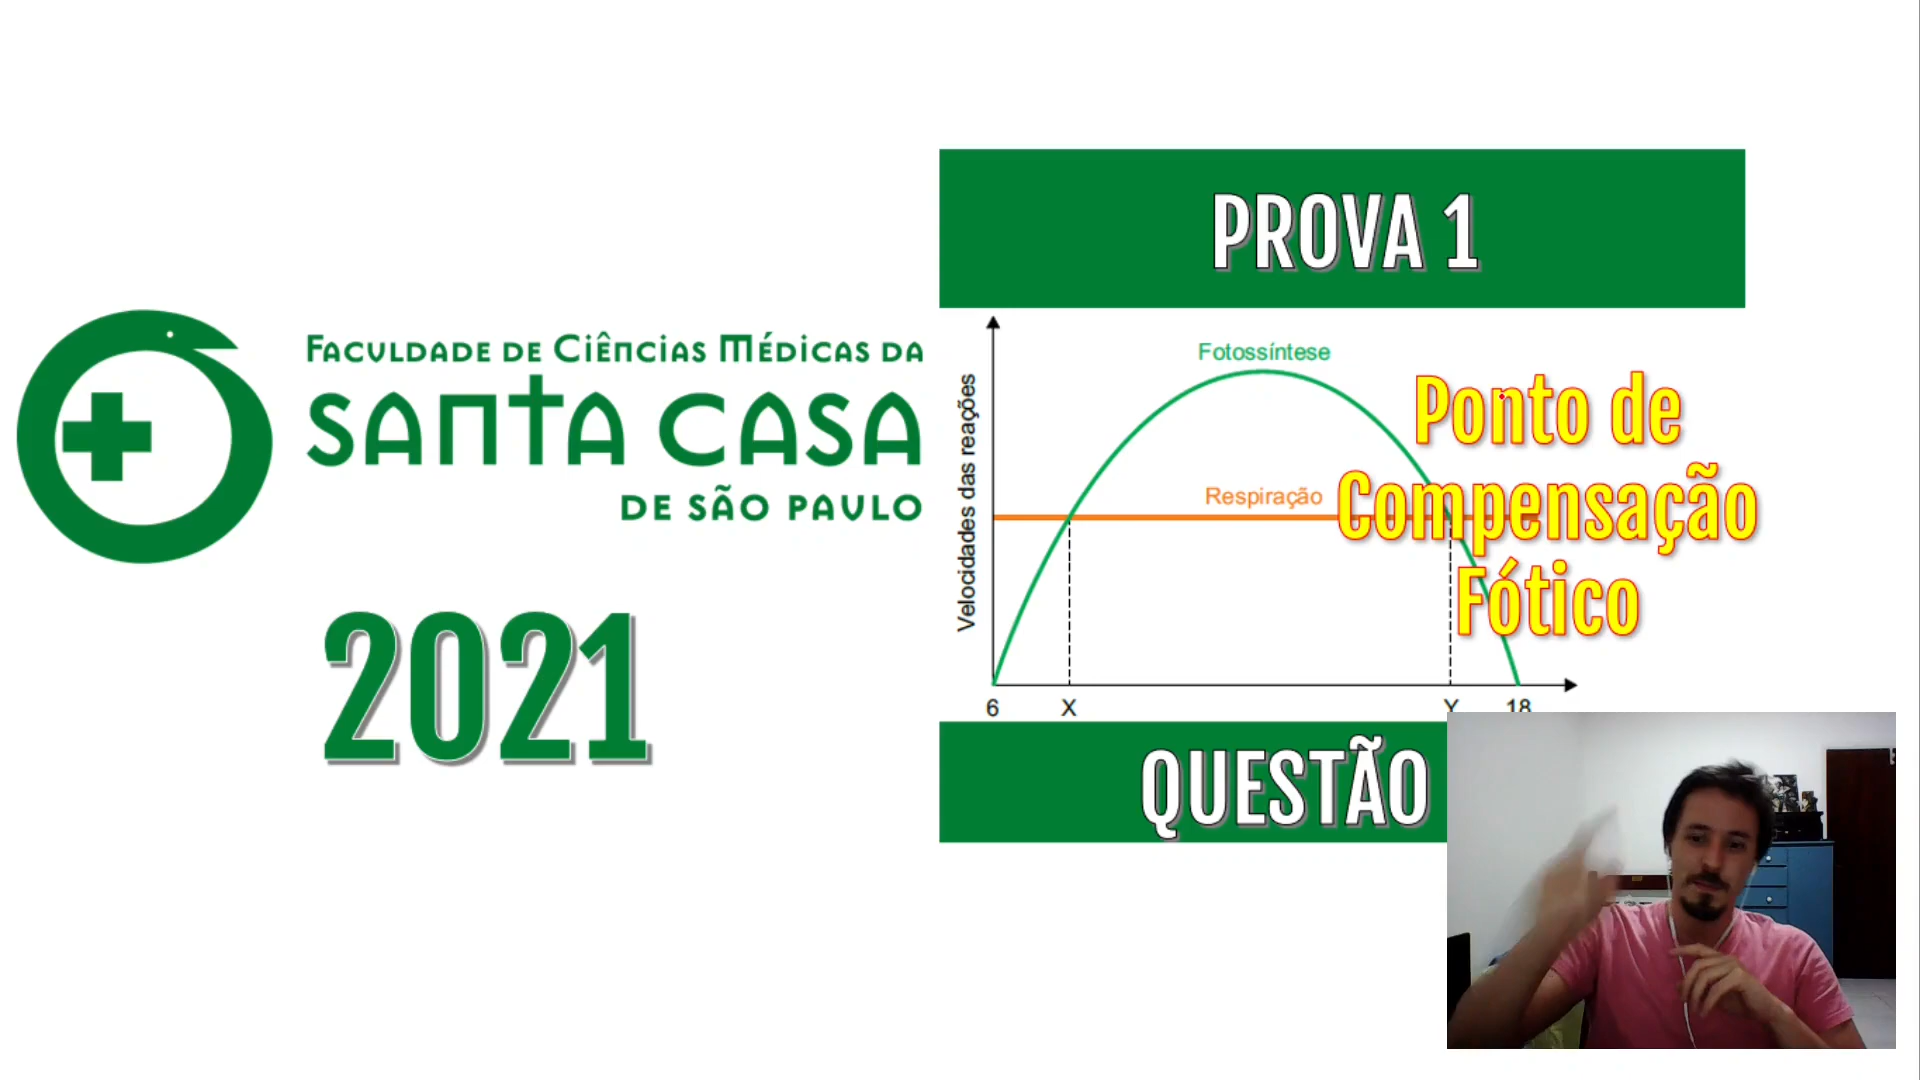 FACULDADE DE CIÊNCIAS MÉDICAS DA
SANTA CASA
DE SÃO PAULO
2021
PROVA 1
Velocidades das reações
Fotossíntese
Respiração
Ponto de
Compensação
Fótico
6 X Y 18
QUESTÃO